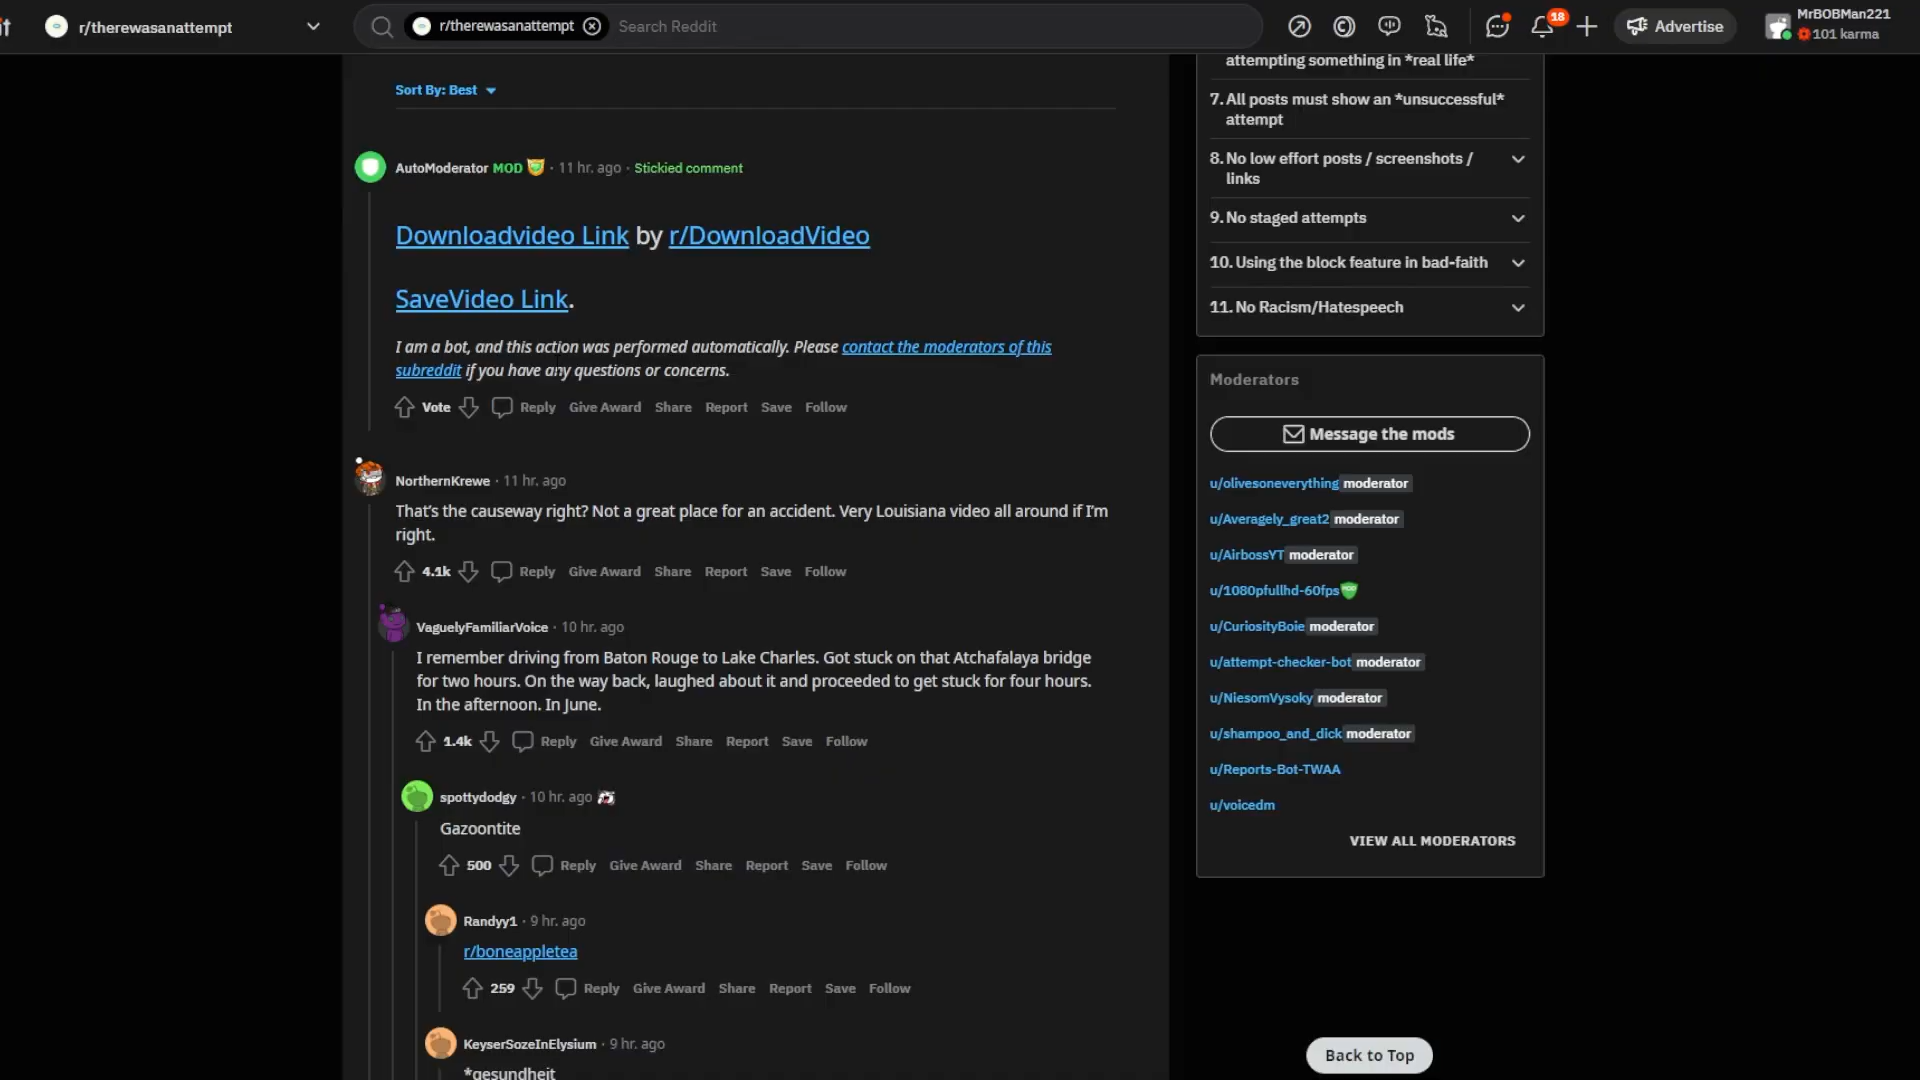 r/therewasanattempt
r/therewasanattempt
Search Reddit
18
Advertise
MrBOBMan221
101 karma
Sort By: Best
AutoModerator MOD · 11 hr. ago · Stickied comment
Downloadvideo Link by r/DownloadVideo
SaveVideo Link.
I am a bot, and this action was performed automatically. Please contact the moderators of this
subreddit if you have any questions or concerns.
Vote Reply Give Award Share Report Save Follow
NorthernKrewe · 11 hr. ago
That’s the causeway right? Not a great place for an accident. Very Louisiana video all around if I’m
right.
4.1k Reply Give Award Share Report Save Follow
VaguelyFamiliarVoice · 10 hr. ago
I remember driving from Baton Rouge to Lake Charles. Got stuck on that Atchafalaya bridge
for two hours. On the way back, laughed about it and proceeded to get stuck for four hours.
In the afternoon. In June.
1.4k Reply Give Award Share Report Save Follow
spottydodgy · 10 hr. ago
Gazoontite
500 Reply Give Award Share Report Save Follow
Randyy1 · 9 hr. ago
r/boneappletea
259 Reply Give Award Share Report Save Follow
KeyserSozeInElysium · 9 hr. ago
*gesundheit
attempting something in *real life*
7. All posts must show an *unsuccessful*
attempt
8. No low effort posts / screenshots /
links
9. No staged attempts
10. Using the block feature in bad-faith
11. No Racism/Hatespeech
Moderators
Message the mods
u/olivesoneverything moderator
u/Averagely_great2 moderator
u/AirbossYT moderator
u/1080pfullhd-60fps
u/CuriosityBoie moderator
u/attempt-checker-bot moderator
u/NiesomVysoky moderator
u/shampoo_and_dick moderator
u/Reports-Bot-TWAA
u/voicedm
VIEW ALL MODERATORS
Back to Top